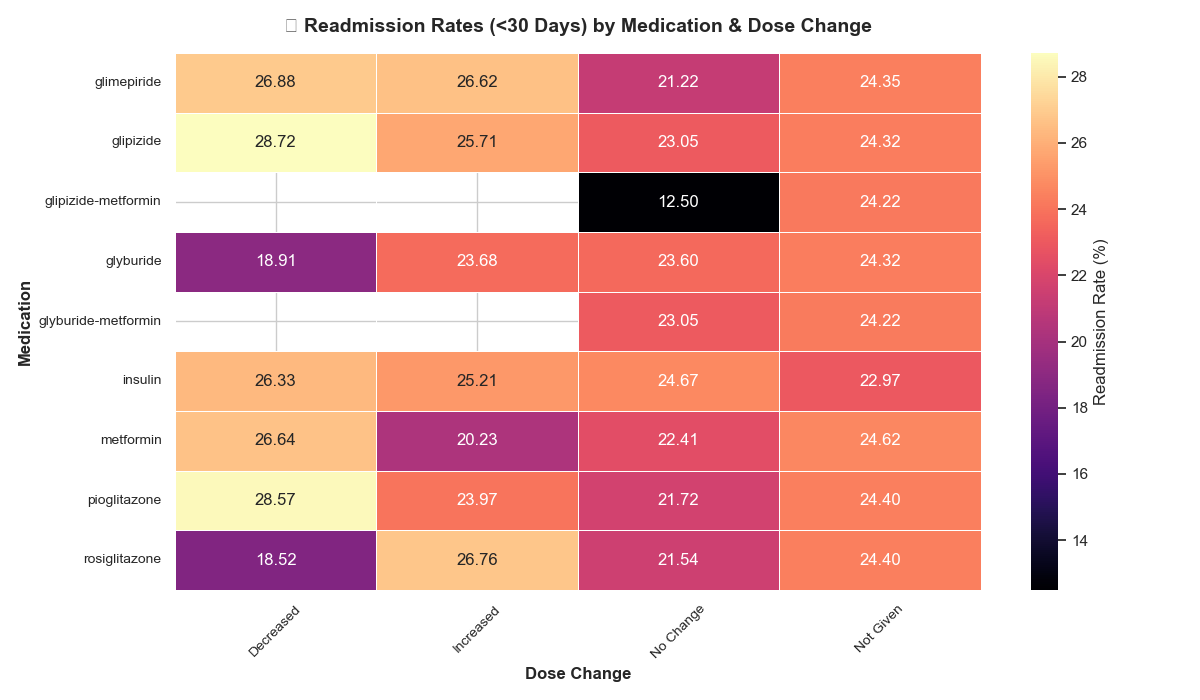 Readmission Rates (<30 Days) by Medication & Dose Change
glimepiride 26.88 26.62 21.22 24.35
glipizide 28.72 25.71 23.05 24.32
glipizide-metformin 12.50 24.22
glyburide 18.91 23.68 23.60 24.32
glyburide-metformin 23.05 24.22
insulin 26.33 25.21 24.67 22.97
metformin 26.64 20.23 22.41 24.62
pioglitazone 28.57 23.97 21.72 24.40
rosiglitazone 18.52 26.76 21.54 24.40
Decreased Increased No Change Not Given
Dose Change
Medication
28
26
24
22
20
18
16
14
Readmission Rate (%)